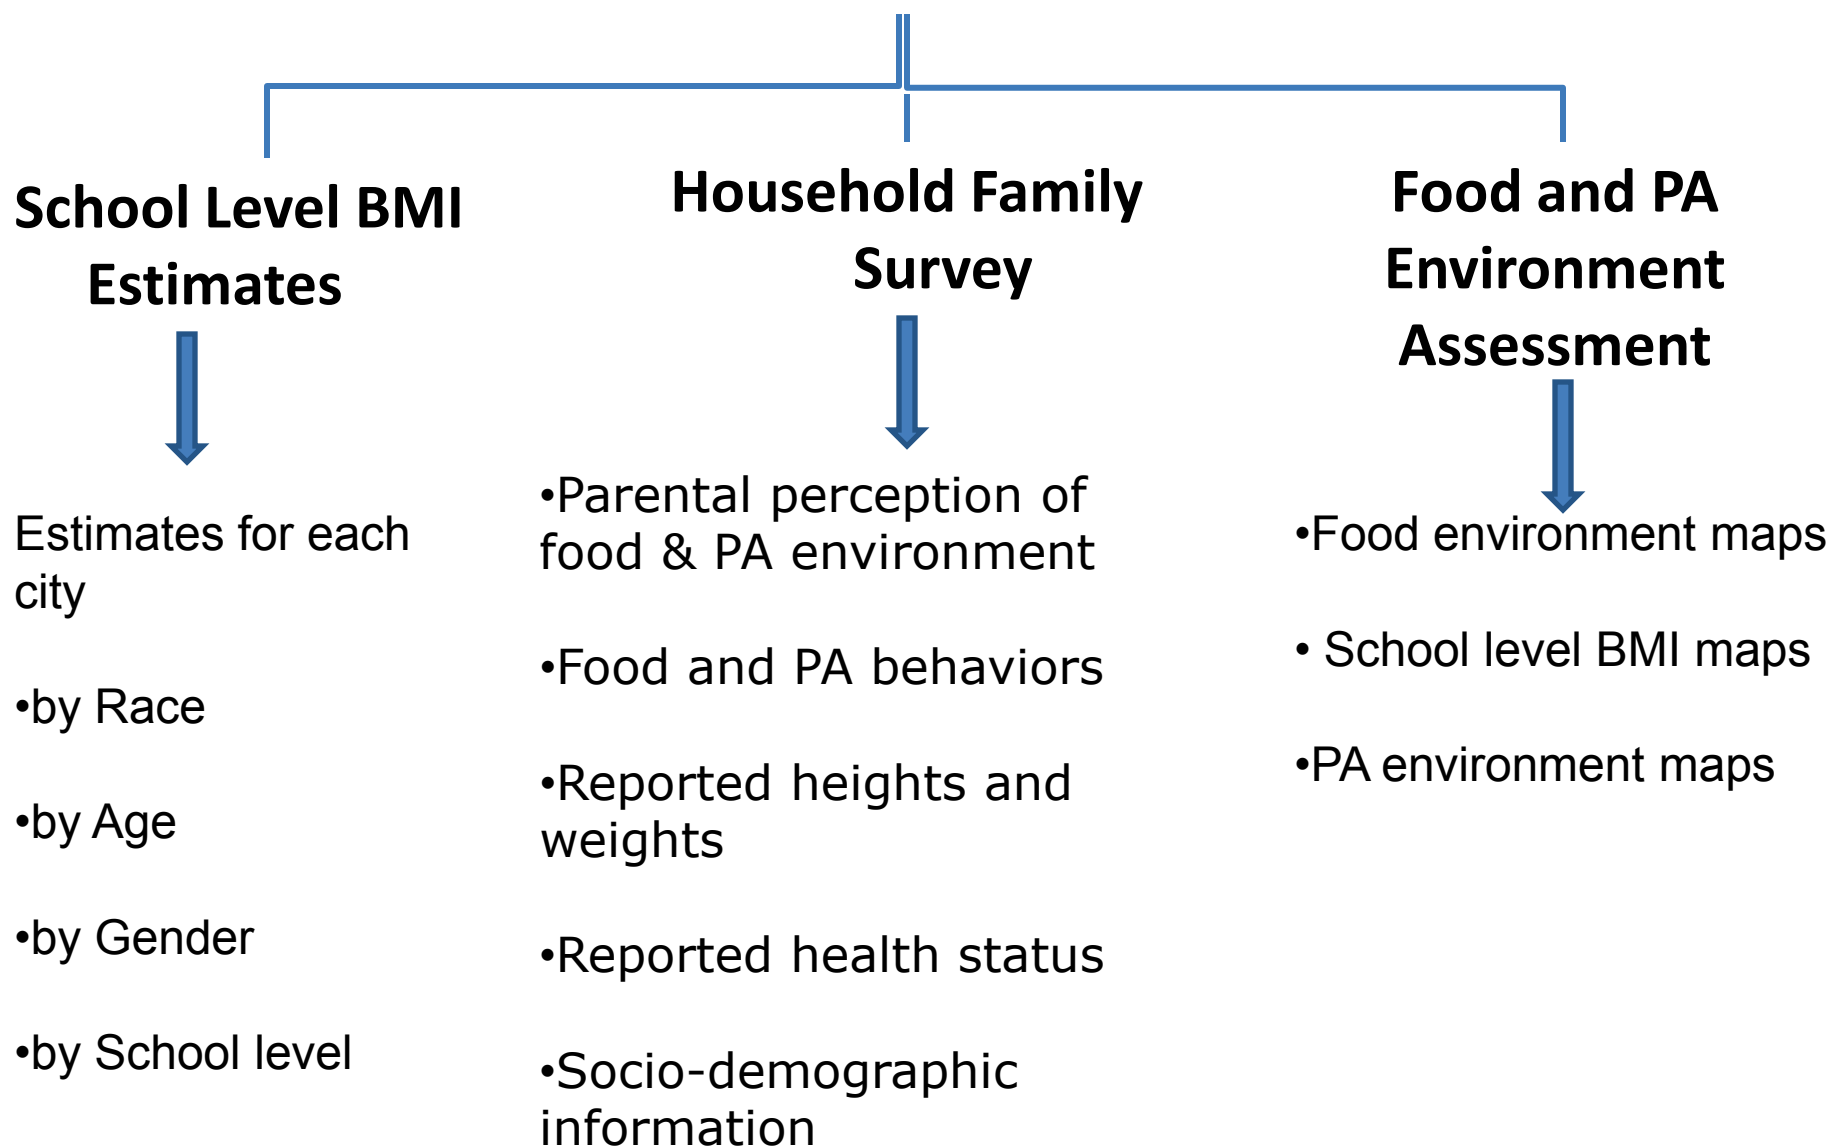 School Level BMI
Estimates
Estimates for each
city
•by Race
•by Age
•by Gender
•by School level
Household Family
Survey
•Parental perception of
food & PA environment
•Food and PA behaviors
•Reported heights and
weights
•Reported health status
•Socio-demographic
information
Food and PA
Environment
Assessment
•Food environment maps
• School level BMI maps
•PA environment maps